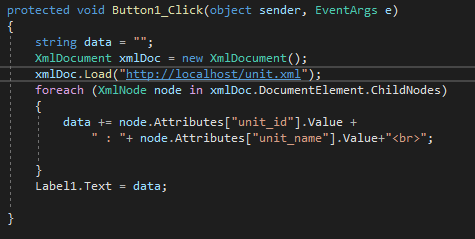 protected void Button1_Click(object sender, EventArgs e)
{
string data = "";
XmlDocument xmlDoc = new XmlDocument();
xmlDoc.Load("http://localhost/unit.xml");
foreach (XmlNode node in xmlDoc.DocumentElement.ChildNodes)
{
data += node.Attributes["unit_id"].Value +
" : "+ node.Attributes["unit_name"].Value+"<br>";
}
Label1.Text = data;
}